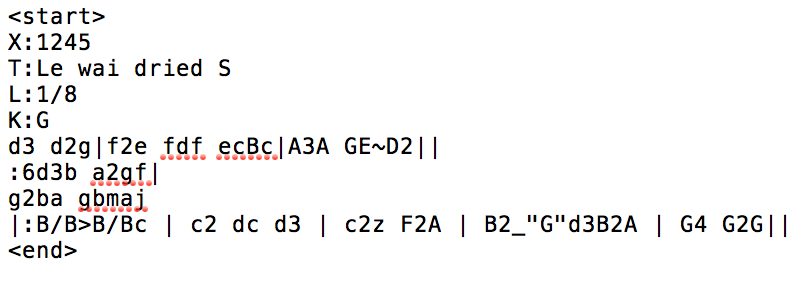 <start>
X:1245
T:Le wai dried S
L:1/8
K:G
d3 d2g|f2e fdf ecBc|A3A GE~D2||
:6d3b a2gf|
g2ba gbmaj
|:B/B>B/Bc | c2 dc d3 | c2z F2A | B2_"G"d3B2A | G4 G2G||
<end>